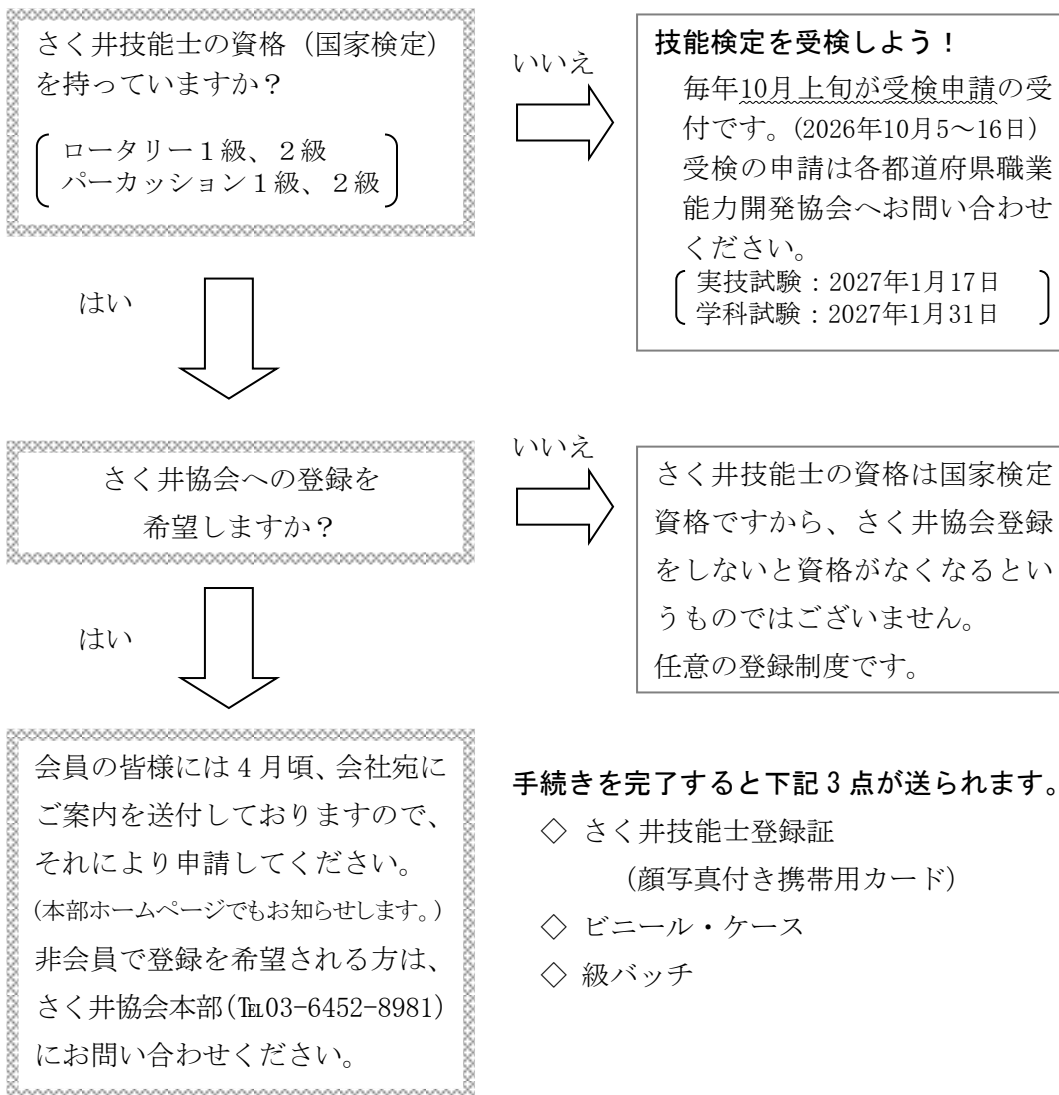 さく井技能士の資格（国家検定）
を持っていますか？
ロータリー１級、２級
パーカッション１級、２級
いいえ
技能検定を受検しよう！
毎年10月上旬が受検申請の受
付です。(2026年10月5～16日)
受検の申請は各都道府県職業
能力開発協会へお問い合わせ
ください。
実技試験：2027年1月17日
学科試験：2027年1月31日
はい
さく井協会への登録を
希望しますか？
いいえ
さく井技能士の資格は国家検定
資格ですから、さく井協会登録
をしないと資格がなくなるとい
うものではございません。
任意の登録制度です。
はい
会員の皆様には４月頃、会社宛に
ご案内を送付しておりますので、
それにより申請してください。
(本部ホームページでもお知らせします。)
非会員で登録を希望される方は、
さく井協会本部(℡03-6452-8981)
にお問い合わせください。
手続きを完了すると下記３点が送られます。
◇ さく井技能士登録証
(顔写真付き携帯用カード)
◇ ビニール・ケース
◇ 級バッチ